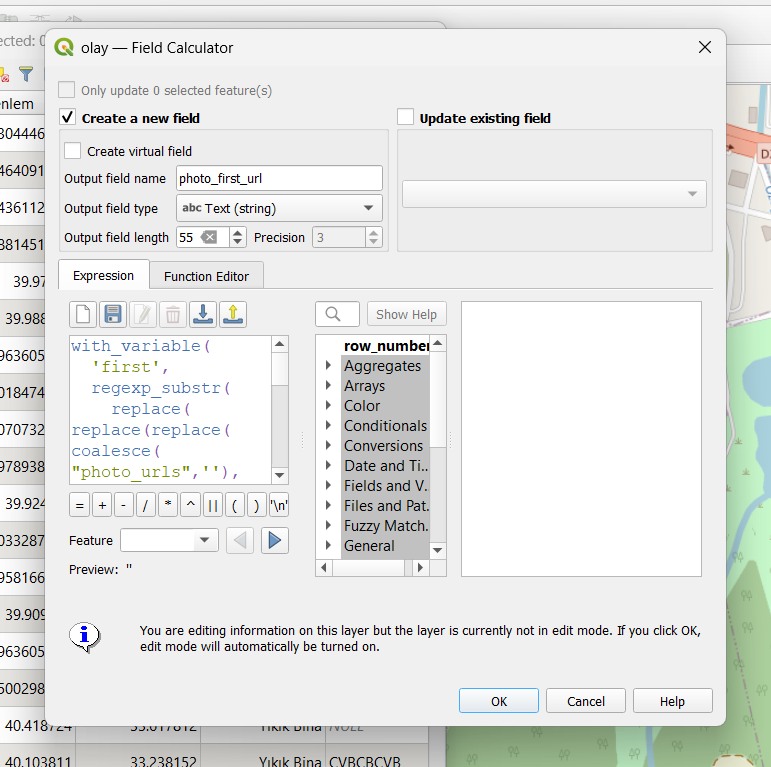 ected: 0
olay — Field Calculator
Only update 0 selected feature(s)
Create a new field
Update existing field
Create virtual field
Output field name photo_first_url
Output field type abc Text (string)
Output field length 55 Precision 3
Expression Function Editor
Show Help
with_variable(
'first',
regexp_substr(
replace(
replace(replace(
coalesce(
"photo_urls",''),
row_number
Aggregates
Arrays
Color
Conditionals
Conversions
Date and Ti...
Fields and V...
Files and Pat...
Fuzzy Match...
General
= + - / * ^ || ( ) '\n'
Feature
Preview: ''
You are editing information on this layer but the layer is currently not in edit mode. If you click OK,
edit mode will automatically be turned on.
OK Cancel Help
enlem
304446
464091
436112
381451
39.97
39.988
963605
018474
070732
978938
39.924
033287
958166
39.909
963605
500298
40.418724 33.617812 Yıkık Bina NULL
40.103811 33.238152 Yıkık Bina CVBCBCVB